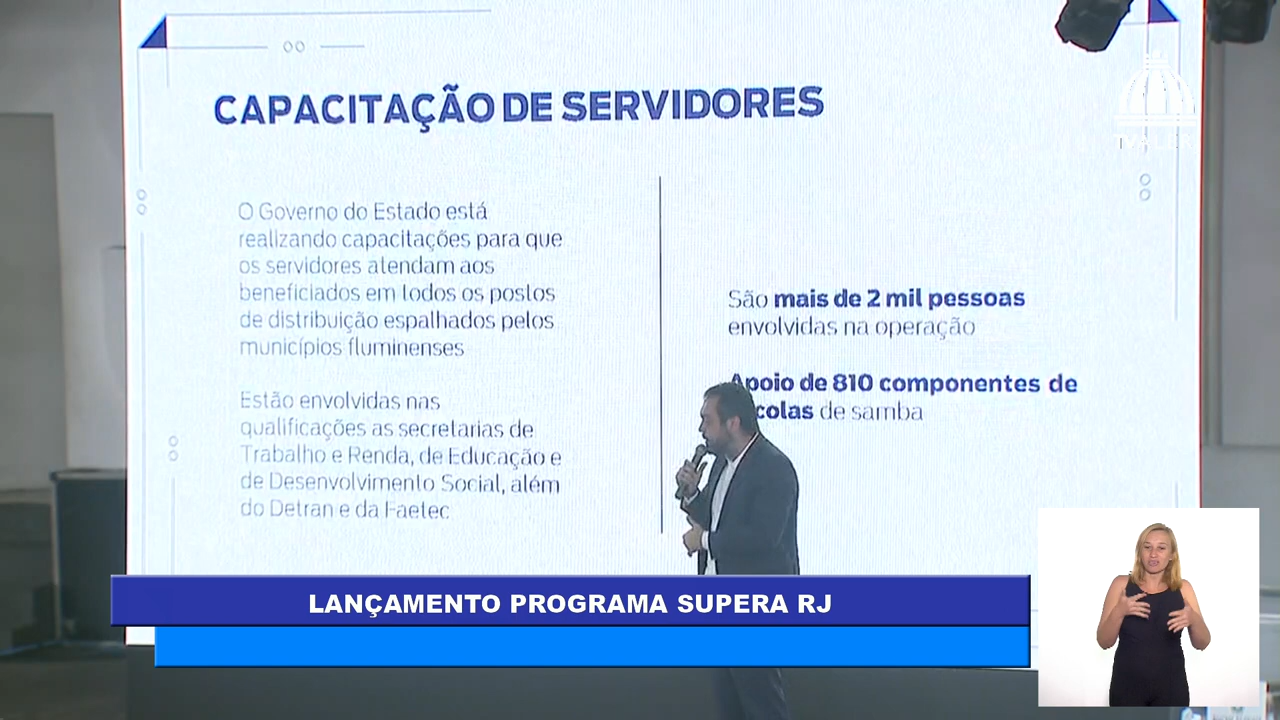 CAPACITAÇÃO DE SERVIDORES
O Governo do Estado está
realizando capacitações para que
os servidores atendam aos
beneficiados em todos os postos
de distribuição espalhados pelos
municípios fluminenses
Estão envolvidas nas
qualificações as secretarias de
Trabalho e Renda, de Educação e
de Desenvolvimento Social, além
do Detran e da Faetec
São mais de 2 mil pessoas
envolvidas na operação
Apoio de 810 componentes de
colas de samba
LANÇAMENTO PROGRAMA SUPERA RJ